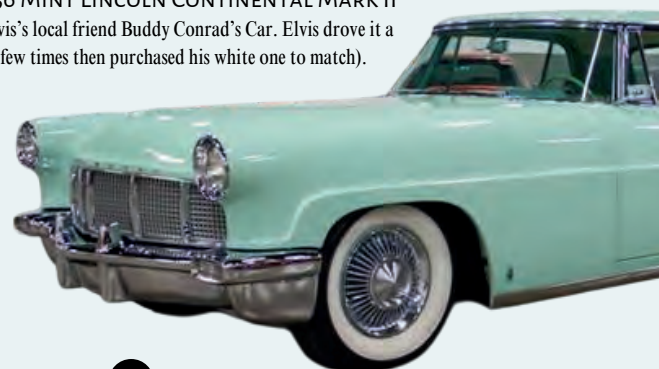 MINT LINCOLN CONTINENTAL MARK II
vis's local friend Buddy Conrad's Car. Elvis drove it a
few times then purchased his white one to match).